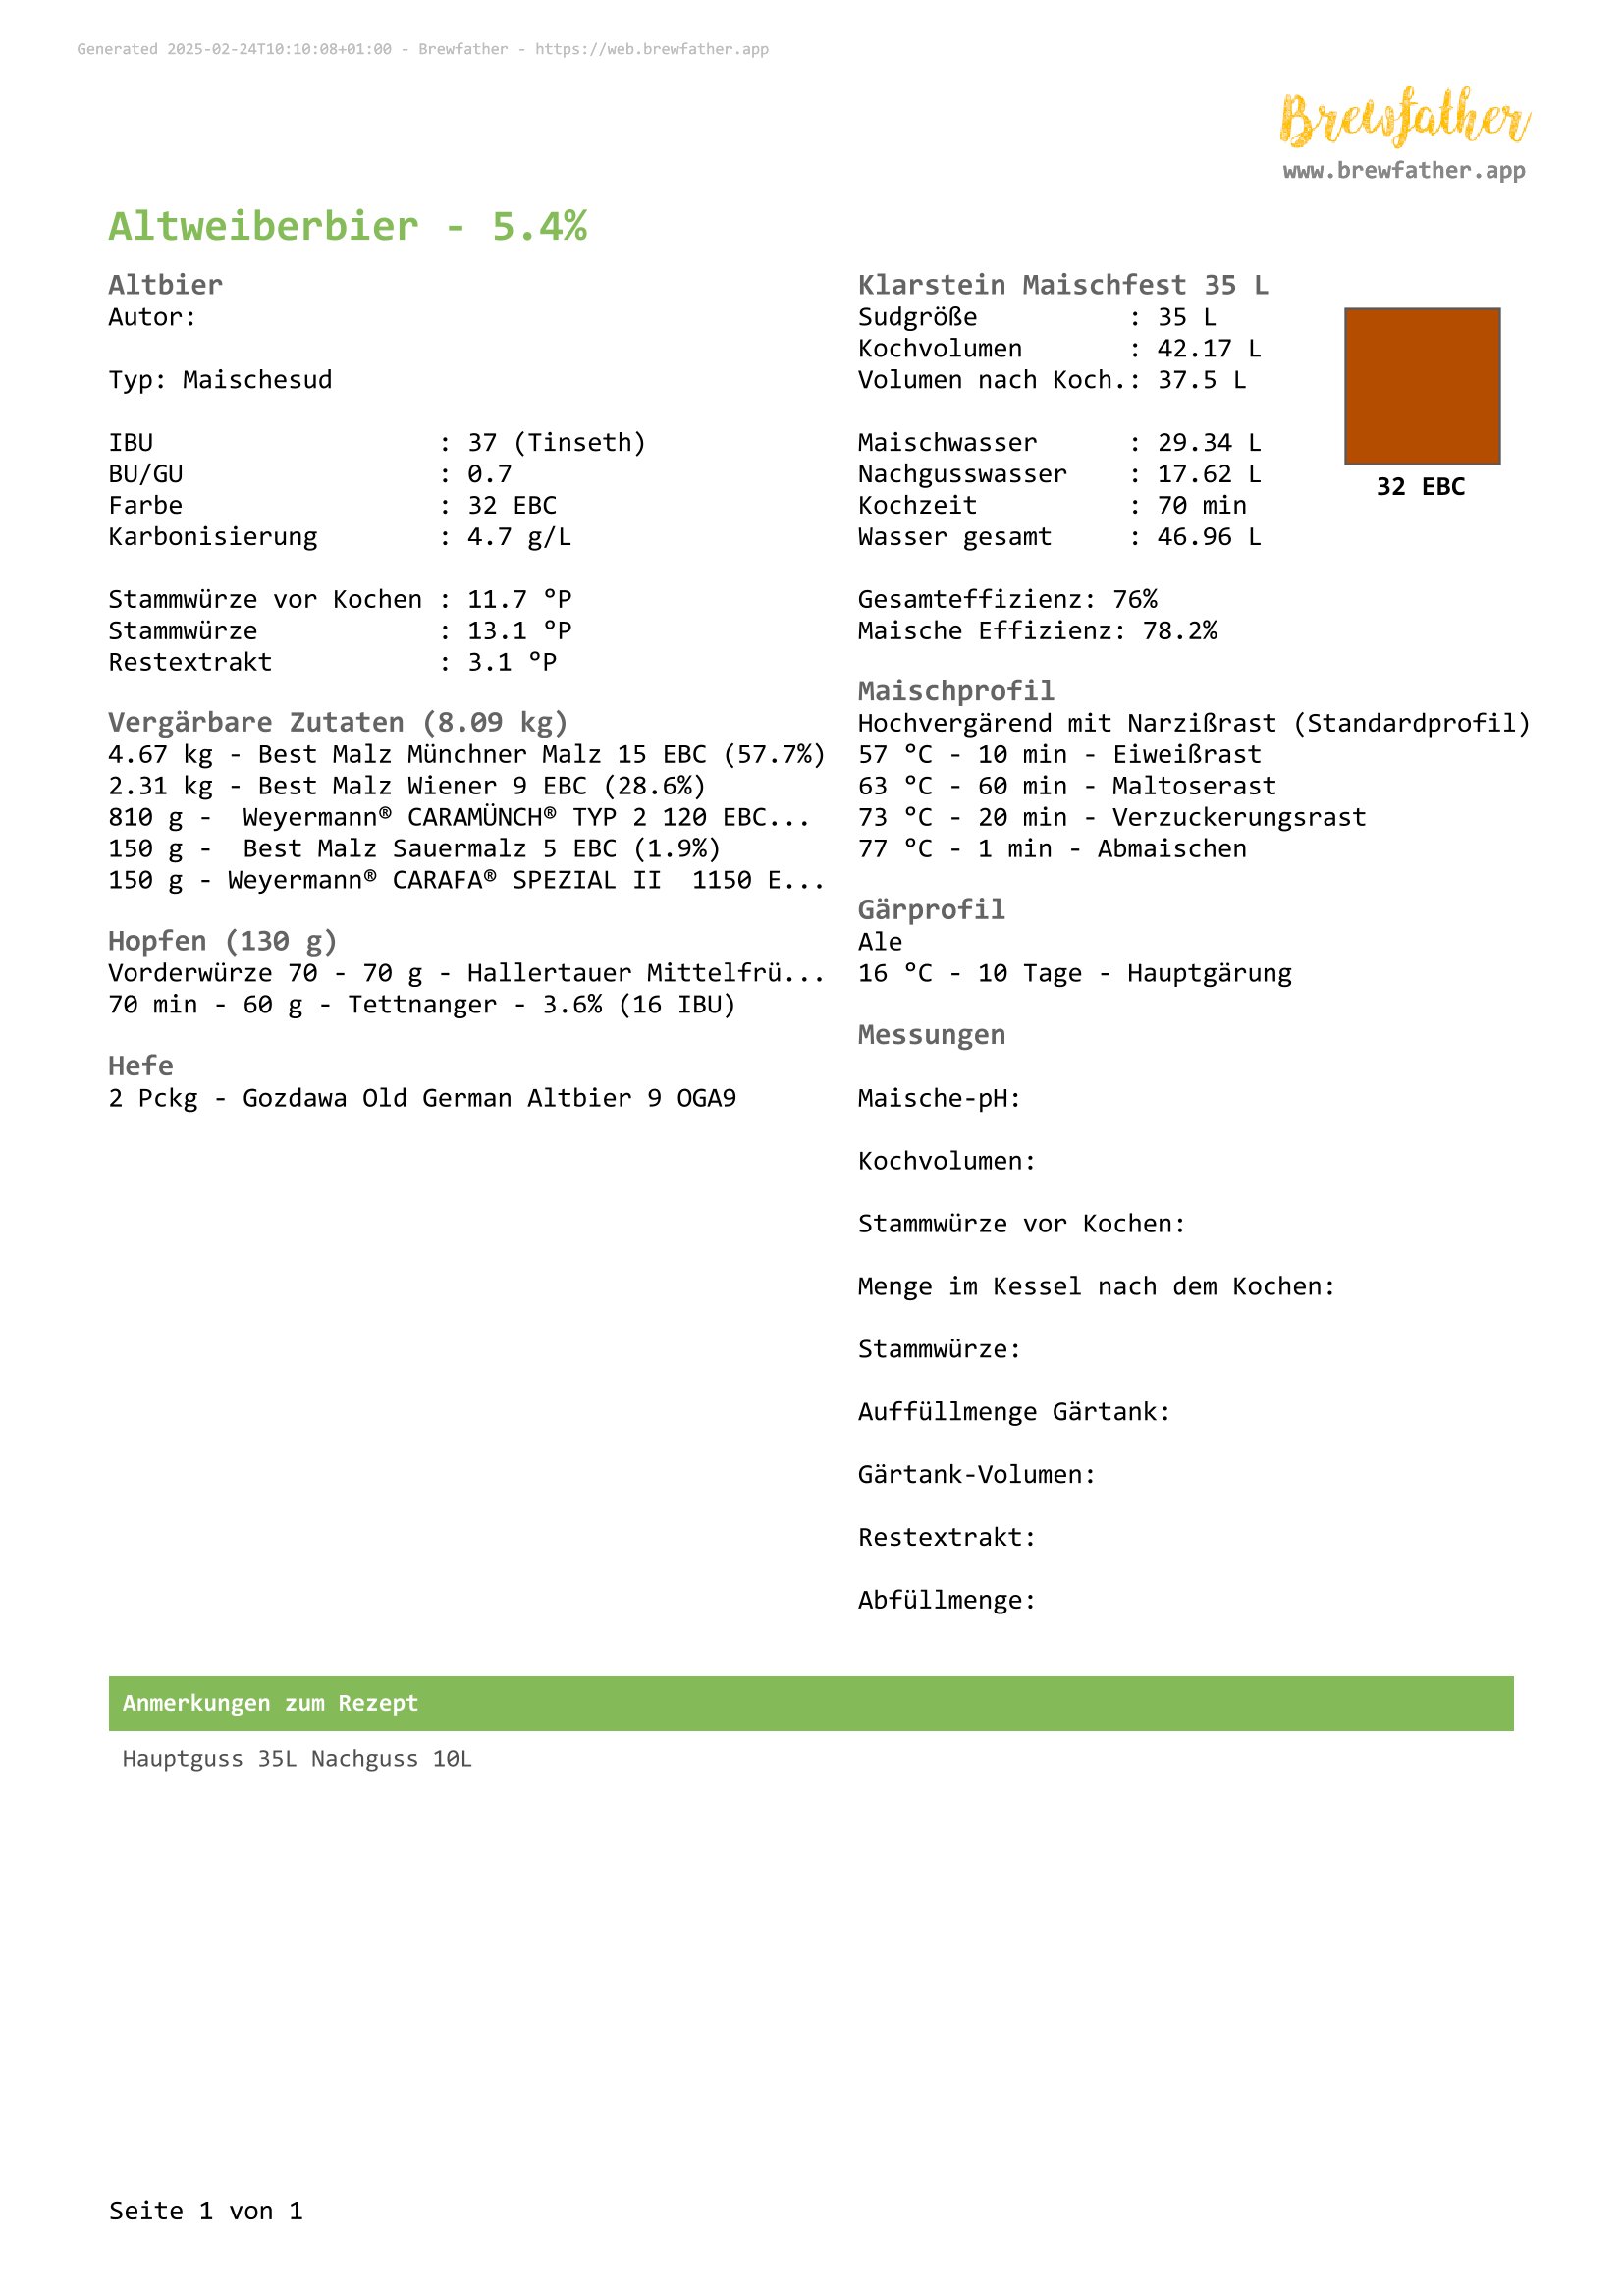 Generated 2025-02-24T10:10:08+01:00 - Brewfather - https://web.brewfather.app
Brewfather
www.brewfather.app
Altweiberbier - 5.4%
Altbier
Autor:
Typ: Maischesud
IBU : 37 (Tinseth)
BU/GU : 0.7
Farbe : 32 EBC
Karbonisierung : 4.7 g/L
Stammwürze vor Kochen : 11.7 °P
Stammwürze : 13.1 °P
Restextrakt : 3.1 °P
Vergärbare Zutaten (8.09 kg)
4.67 kg - Best Malz Münchner Malz 15 EBC (57.7%)
2.31 kg - Best Malz Wiener 9 EBC (28.6%)
810 g - Weyermann® CARAMÜNCH® TYP 2 120 EBC...
150 g - Best Malz Sauermalz 5 EBC (1.9%)
150 g - Weyermann® CARAFA® SPEZIAL II 1150 E...
Hopfen (130 g)
Vorderwürze 70 - 70 g - Hallertauer Mittelfrü...
70 min - 60 g - Tettnanger - 3.6% (16 IBU)
Hefe
2 Pckg - Gozdawa Old German Altbier 9 OGA9
Klarstein Maischfest 35 L
Sudgröße : 35 L
Kochvolumen : 42.17 L
Volumen nach Koch.: 37.5 L
Maischwasser : 29.34 L
Nachgusswasser : 17.62 L
Kochzeit : 70 min
Wasser gesamt : 46.96 L
32 EBC
Gesamteffizienz: 76%
Maische Effizienz: 78.2%
Maischprofil
Hochvergärend mit Narzißrast (Standardprofil)
57 °C - 10 min - Eiweißrast
63 °C - 60 min - Maltoserast
73 °C - 20 min - Verzuckerungsrast
77 °C - 1 min - Abmaischen
Gärprofil
Ale
16 °C - 10 Tage - Hauptgärung
Messungen
Maische-pH:
Kochvolumen:
Stammwürze vor Kochen:
Menge im Kessel nach dem Kochen:
Stammwürze:
Auffüllmenge Gärtank:
Gärtank-Volumen:
Restextrakt:
Abfüllmenge:
Anmerkungen zum Rezept
Hauptguss 35L Nachguss 10L
Seite 1 von 1